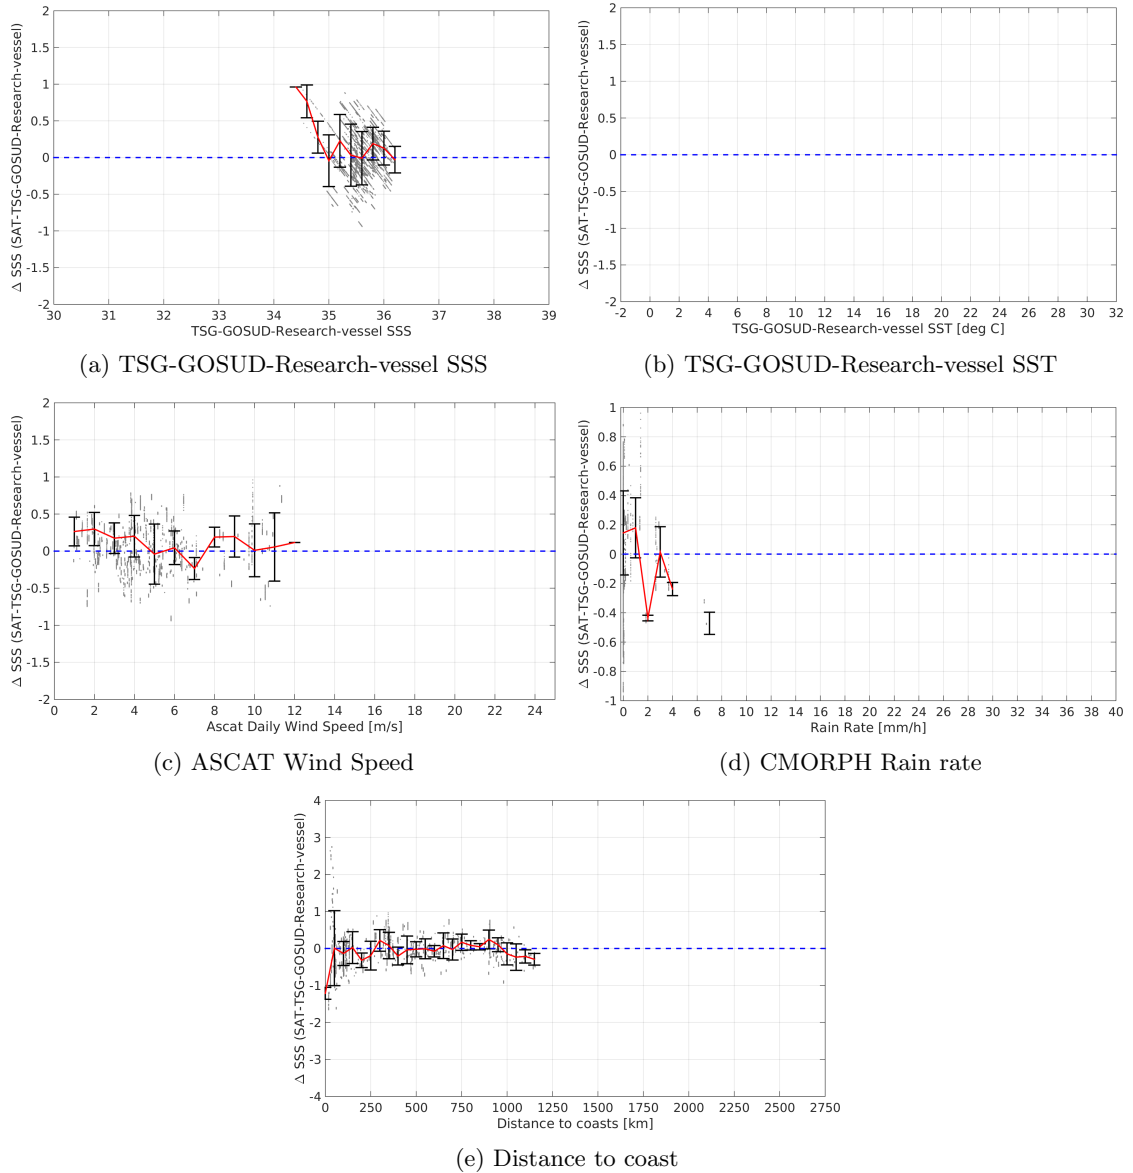 Δ SSS (SAT-TSG-GOSUD-Research-vessel)
2
1.5
1
0.5
0
-0.5
-1
-1.5
-2
30 31 32 33 34 35 36 37 38 39
TSG-GOSUD-Research-vessel SSS
(a) TSG-GOSUD-Research-vessel SSS
Δ SSS (SAT-TSG-GOSUD-Research-vessel)
2
1.5
1
0.5
0
-0.5
-1
-1.5
-2
-2 0 2 4 6 8 10 12 14 16 18 20 22 24 26 28 30 32
TSG-GOSUD-Research-vessel SST [deg C]
(b) TSG-GOSUD-Research-vessel SST
Δ SSS (SAT-TSG-GOSUD-Research-vessel)
2
1.5
1
0.5
0
-0.5
-1
-1.5
-2
0 2 4 6 8 10 12 14 16 18 20 22 24
Ascat Daily Wind Speed [m/s]
(c) ASCAT Wind Speed
Δ SSS (SAT-TSG-GOSUD-Research-vessel)
1
0.8
0.6
0.4
0.2
0
-0.2
-0.4
-0.6
-0.8
-1
0 2 4 6 8 10 12 14 16 18 20 22 24 26 28 30 32 34 36 38 40
Rain Rate [mm/h]
(d) CMORPH Rain rate
Δ SSS (SAT-TSG-GOSUD-Research-vessel)
4
3
2
1
0
-1
-2
-3
-4
0 250 500 750 1000 1250 1500 1750 2000 2250 2500 2750
Distance to coasts [km]
(e) Distance to coast